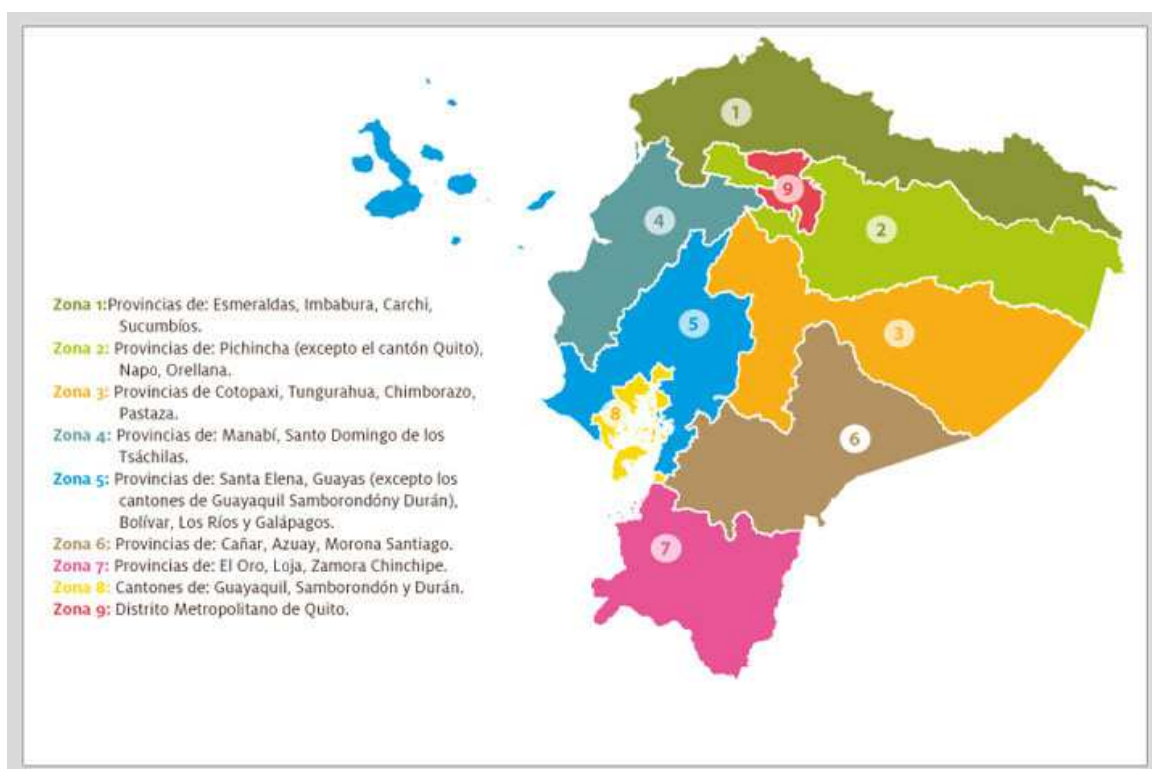 Zona 1:Provincias de: Esmeraldas, Imbabura, Carchi,
Sucumbíos.
Zona 2: Provincias de: Pichincha (excepto el cantón Quito),
Napo, Orellana.
Zona 3: Provincias de Cotopaxi, Tungurahua, Chimborazo,
Pastaza.
Zona 4: Provincias de: Manabí, Santo Domingo de los
Tsáchilas.
Zona 5: Provincias de: Santa Elena, Guayas (excepto los
cantones de Guayaquil Samborondóny Durán),
Bolívar, Los Ríos y Galápagos.
Zona 6: Provincias de: Cañar, Azuay, Morona Santiago.
Zona 7: Provincias de: El Oro, Loja, Zamora Chinchipe.
Zona 8: Cantones de: Guayaquil, Samborondón y Durán.
Zona 9: Distrito Metropolitano de Quito.
1
9
4
2
5
3
8
6
7